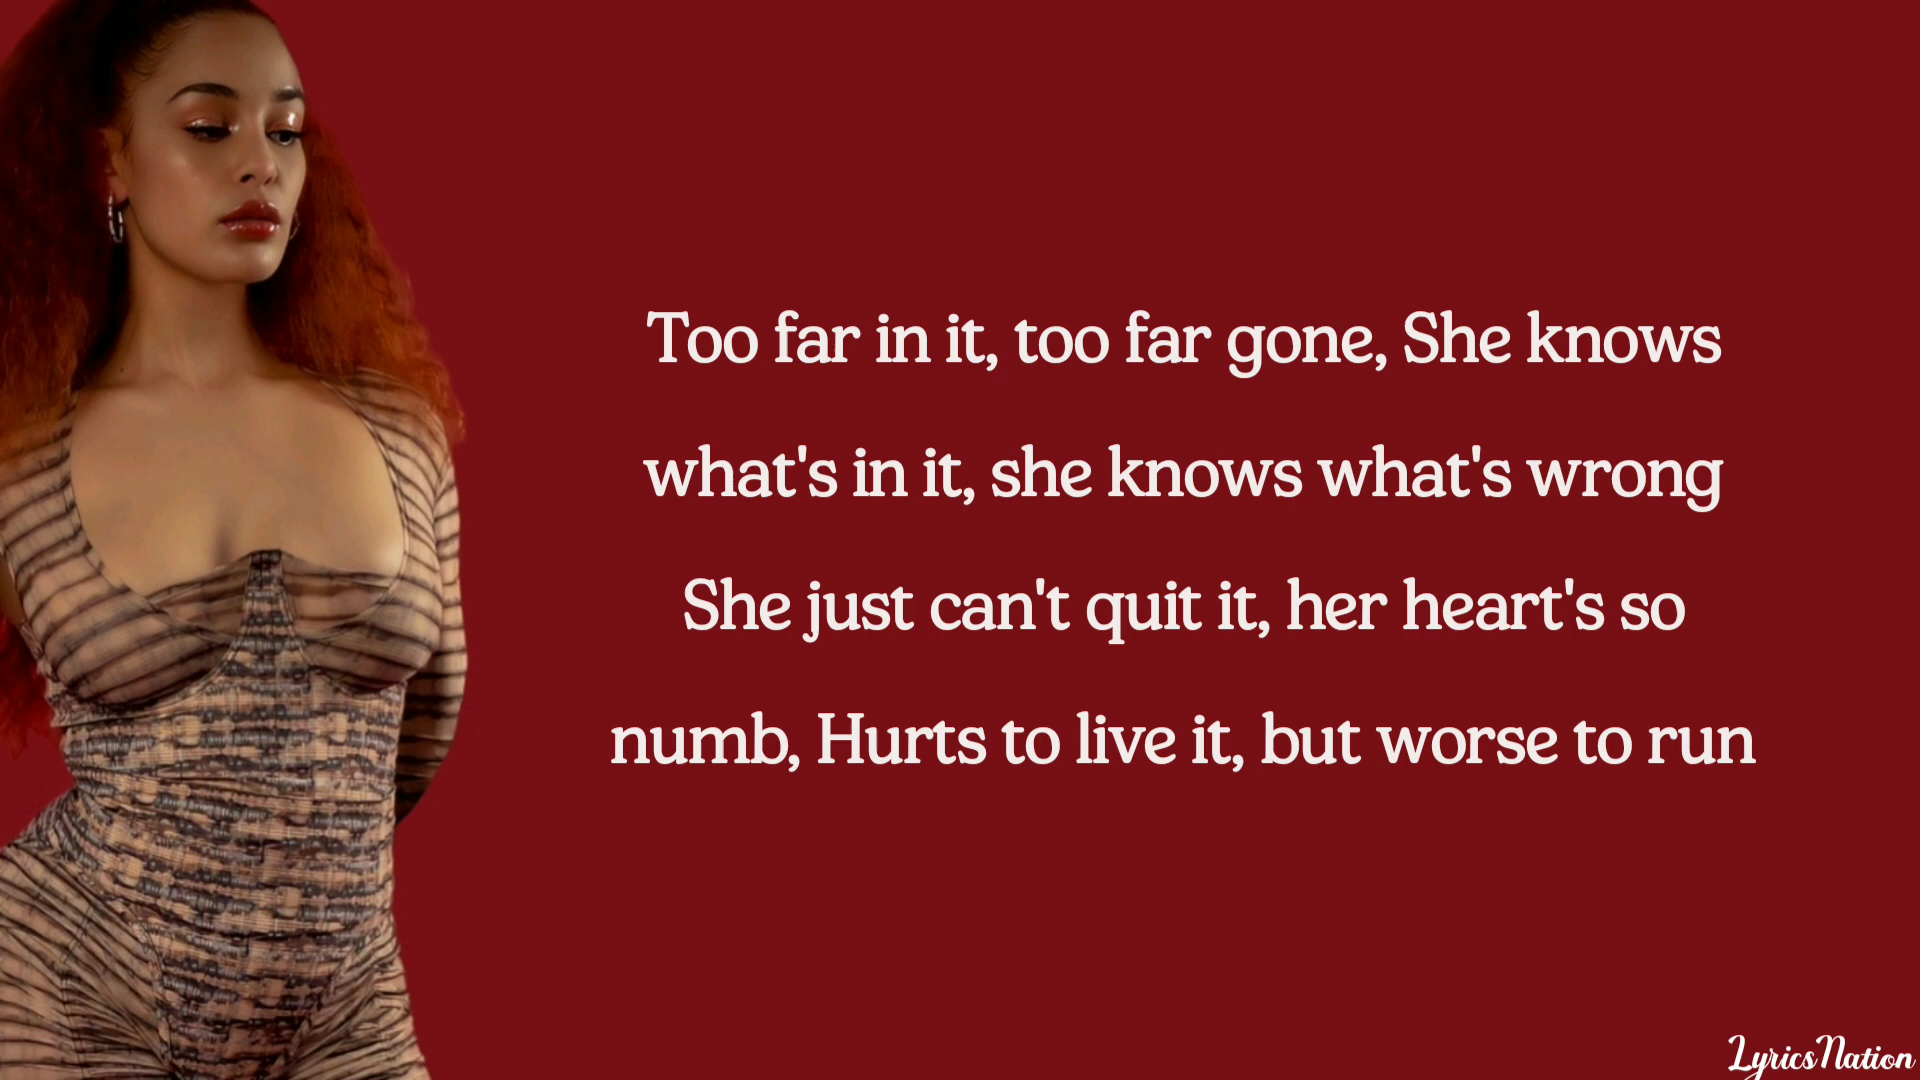 Too far in it, too far gone, She knows
what's in it, she knows what's wrong
She just can't quit it, her heart's so
numb, Hurts to live it, but worse to run
LyricsNation